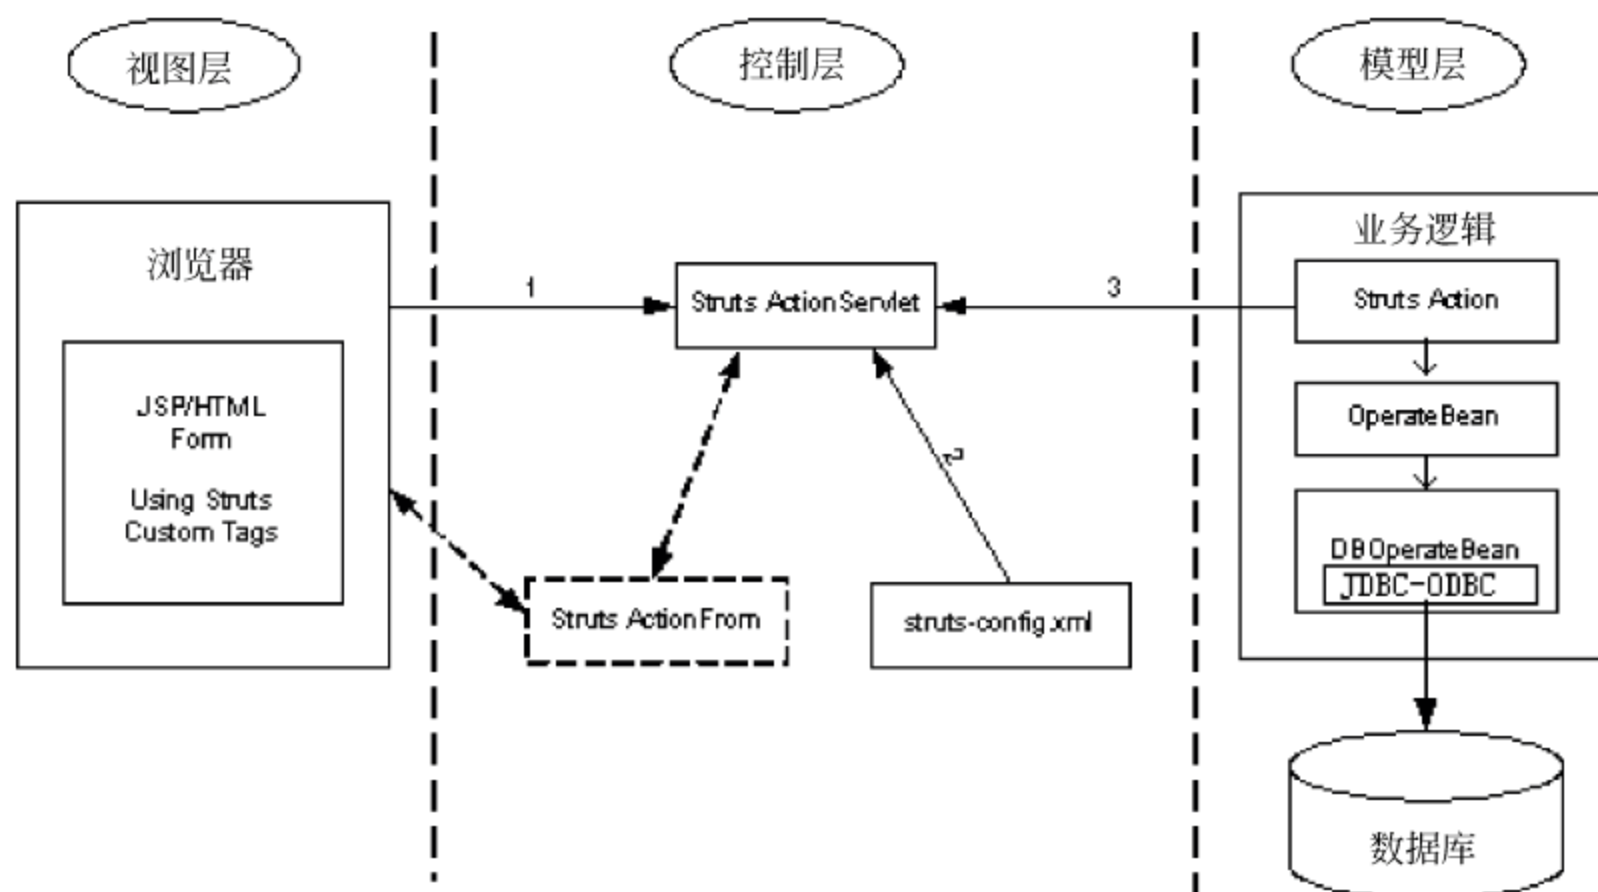 视图层
控制层
模型层
浏览器
JSP/HTML
Form
Using Struts
Custom Tags
1
Struts ActionServlet
3
2
Struts ActionFrom
struts-config.xml
业务逻辑
Struts Action
OperateBean
DBOperateBean
JDBC-ODBC
数据库